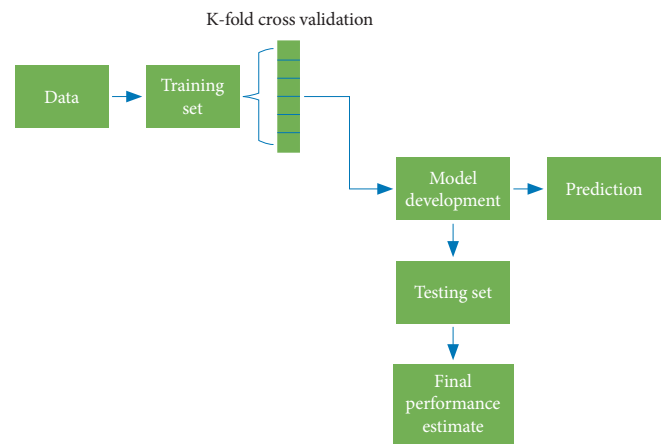 K-fold cross validation
Data
Training
set
Model
development
Prediction
Testing set
Final
performance
estimate